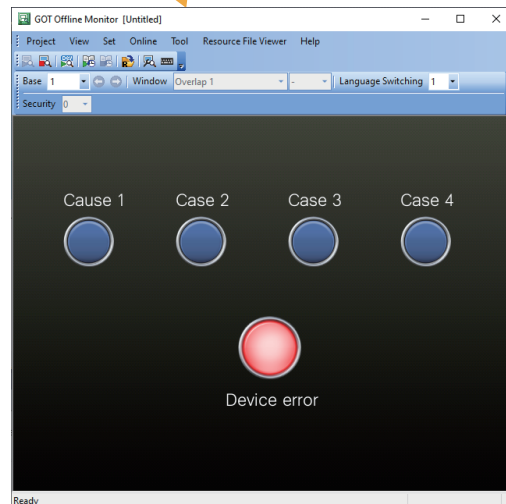 GOT Offline Monitor [Untitled]
Project View Set Online Tool Resource File Viewer Help
Base 1 Window Overlap 1 - Language Switching 1
Security 0
Cause 1 Case 2 Case 3 Case 4
Device error
Ready